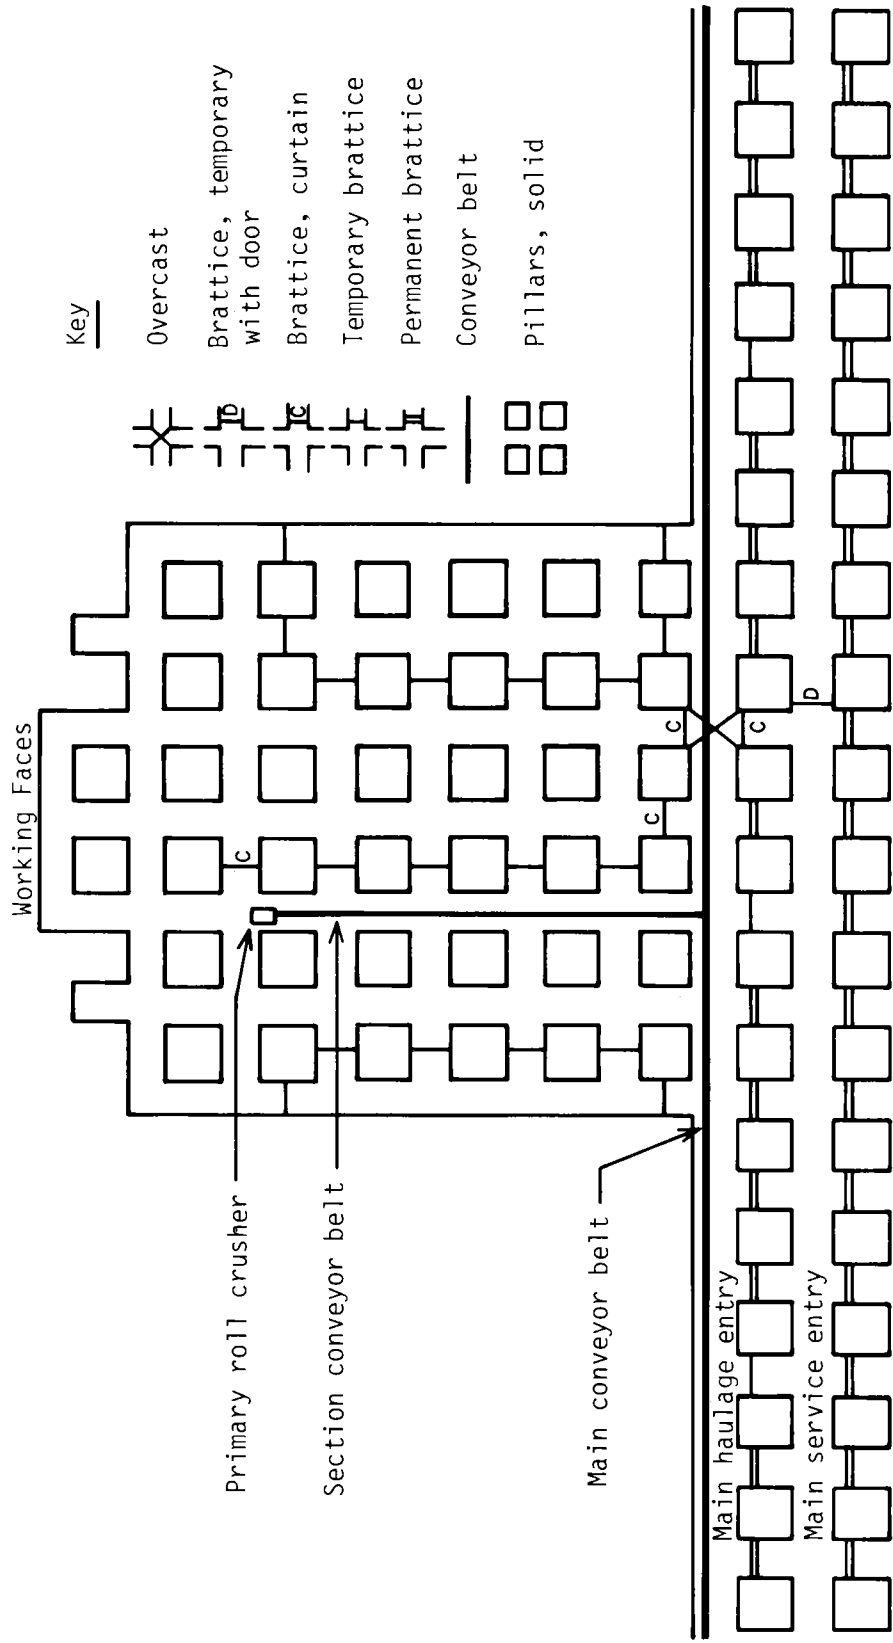 Working Faces
Key
Overcast
D
Brattice, temporary
with door
C
Brattice, curtain
Temporary brattice
Permanent brattice
Conveyor belt
Pillars, solid
C
C
C
C
D
Primary roll crusher
Section conveyor belt
Main conveyor belt
Main haulage entry
Main service entry